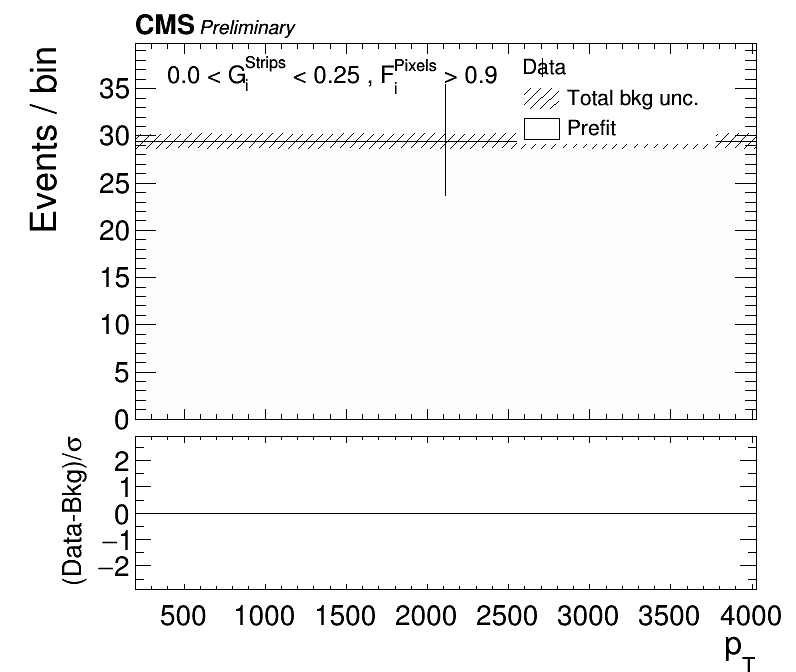 CMS Preliminary
0.0 < G_i^Strips < 0.25 , F_i^Pixels > 0.9
Data
Total bkg unc.
Prefit
Events / bin
35
30
25
20
15
10
5
0
(Data-Bkg)/σ
2
1
0
−1
−2
500 1000 1500 2000 2500 3000 3500 4000
p_T